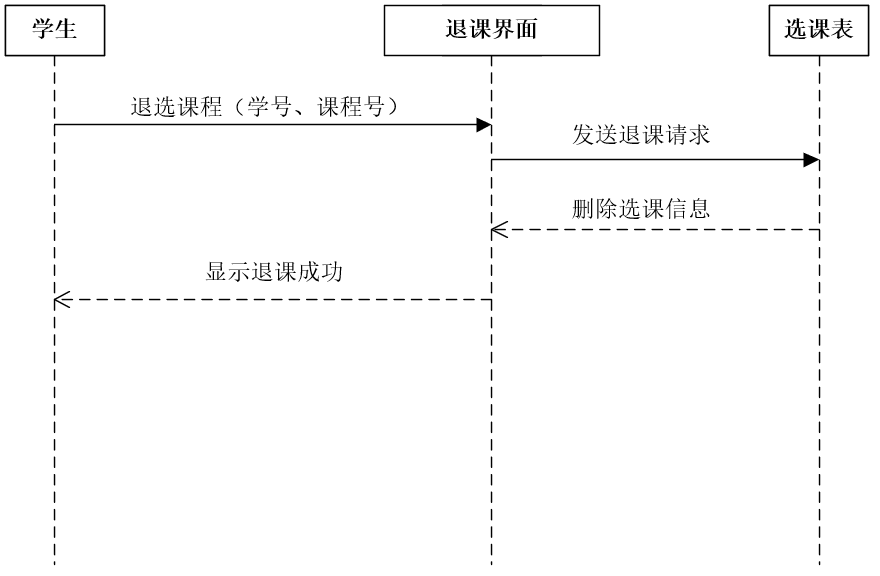 学生
退课界面
选课表
退选课程（学号、课程号）
发送退课请求
删除选课信息
显示退课成功